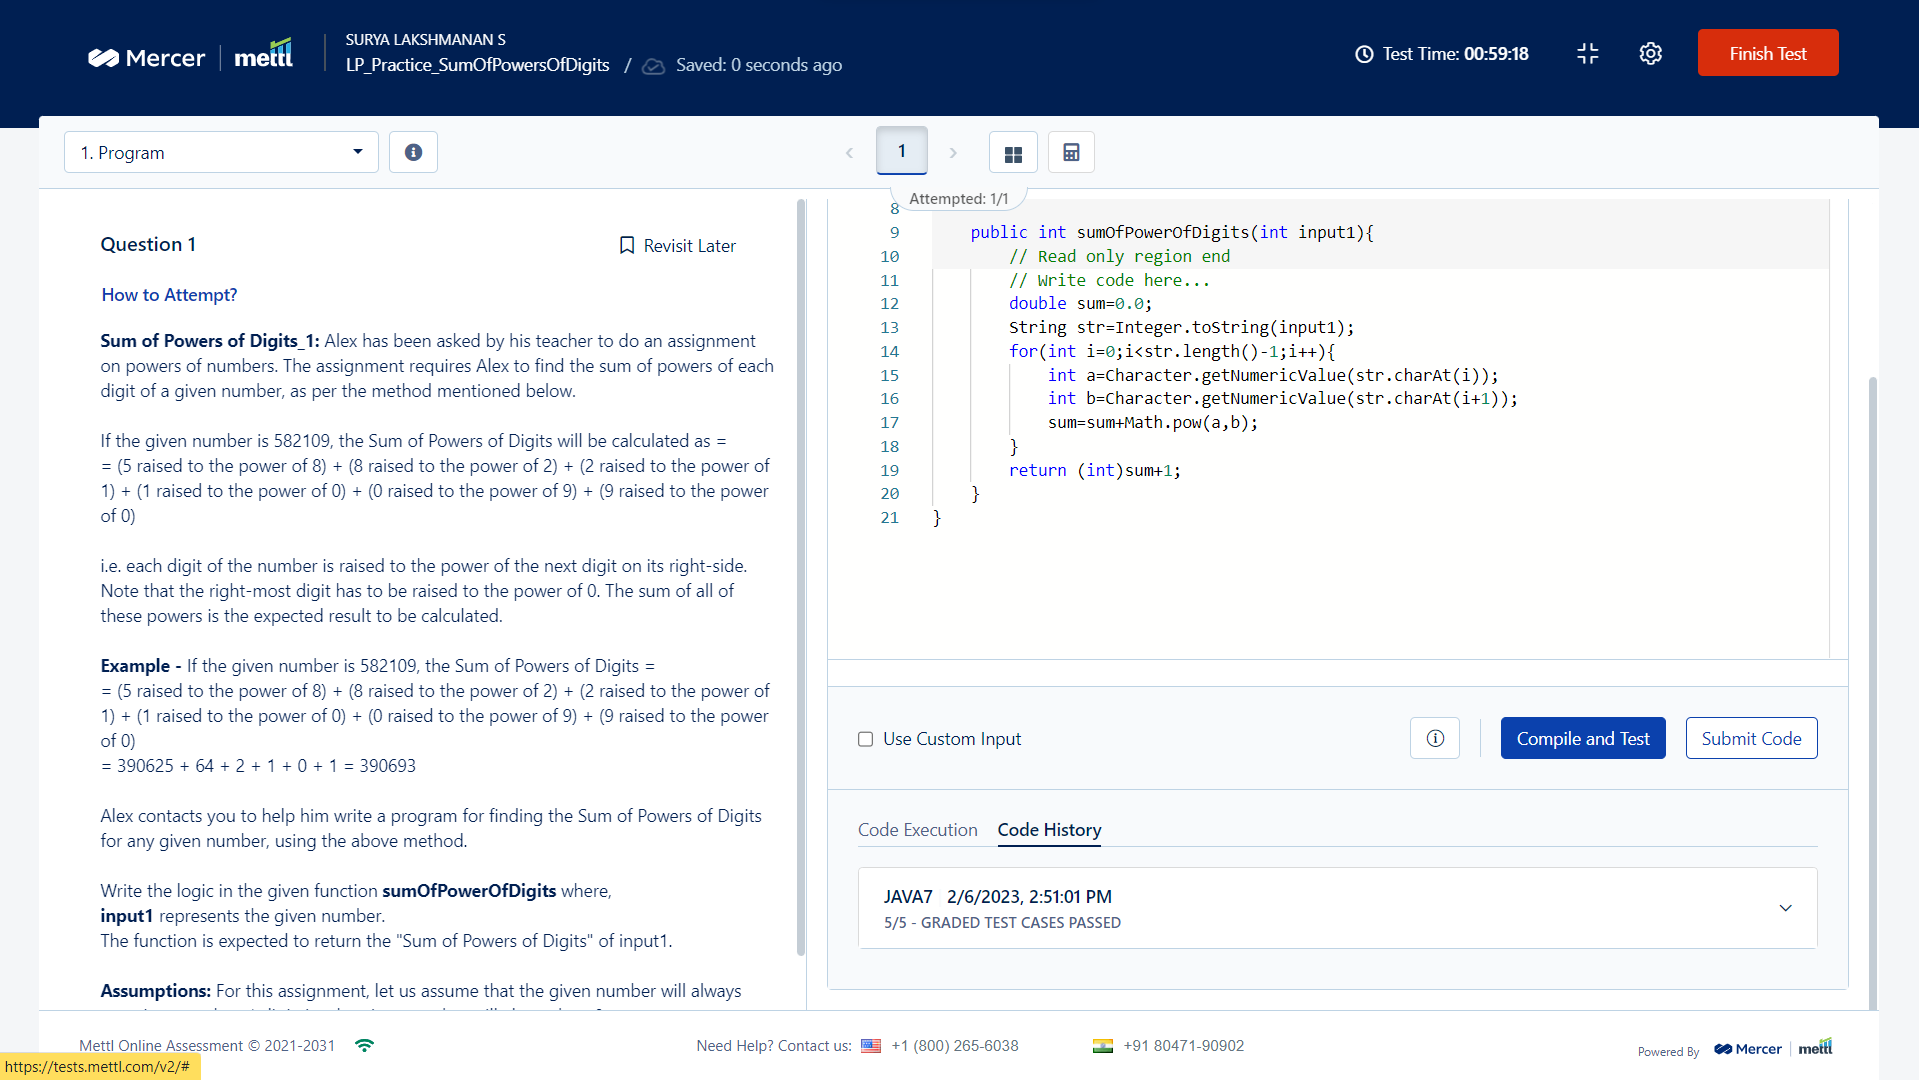 Mercer mettl
SURYA LAKSHMANAN S
LP_Practice_SumOfPowersOfDigits / Saved: 0 seconds ago
Test Time: 00:59:18
Finish Test
1. Program
1
Attempted: 1/1
Question 1
Revisit Later
How to Attempt?
Sum of Powers of Digits_1: Alex has been asked by his teacher to do an assignment
on powers of numbers. The assignment requires Alex to find the sum of powers of each
digit of a given number, as per the method mentioned below.
If the given number is 582109, the Sum of Powers of Digits will be calculated as =
= (5 raised to the power of 8) + (8 raised to the power of 2) + (2 raised to the power of
1) + (1 raised to the power of 0) + (0 raised to the power of 9) + (9 raised to the power
of 0)
i.e. each digit of the number is raised to the power of the next digit on its right-side.
Note that the right-most digit has to be raised to the power of 0. The sum of all of
these powers is the expected result to be calculated.
Example - If the given number is 582109, the Sum of Powers of Digits =
= (5 raised to the power of 8) + (8 raised to the power of 2) + (2 raised to the power of
1) + (1 raised to the power of 0) + (0 raised to the power of 9) + (9 raised to the power
of 0)
= 390625 + 64 + 2 + 1 + 0 + 1 = 390693
Alex contacts you to help him write a program for finding the Sum of Powers of Digits
for any given number, using the above method.
Write the logic in the given function sumOfPowerOfDigits where,
input1 represents the given number.
The function is expected to return the "Sum of Powers of Digits" of input1.
Assumptions: For this assignment, let us assume that the given number will always
8
9 public int sumOfPowerOfDigits(int input1){
10 // Read only region end
11 // Write code here...
12 double sum=0.0;
13 String str=Integer.toString(input1);
14 for(int i=0;i<str.length()-1;i++){
15 int a=Character.getNumericValue(str.charAt(i));
16 int b=Character.getNumericValue(str.charAt(i+1));
17 sum=sum+Math.pow(a,b);
18 }
19 return (int)sum+1;
20 }
21 }
Use Custom Input
Compile and Test
Submit Code
Code Execution
Code History
JAVA7 2/6/2023, 2:51:01 PM
5/5 - GRADED TEST CASES PASSED
Mettl Online Assessment © 2021-2031
Need Help? Contact us: +1 (800) 265-6038
+91 80471-90902
Powered By Mercer mettl
https://tests.mettl.com/v2/#